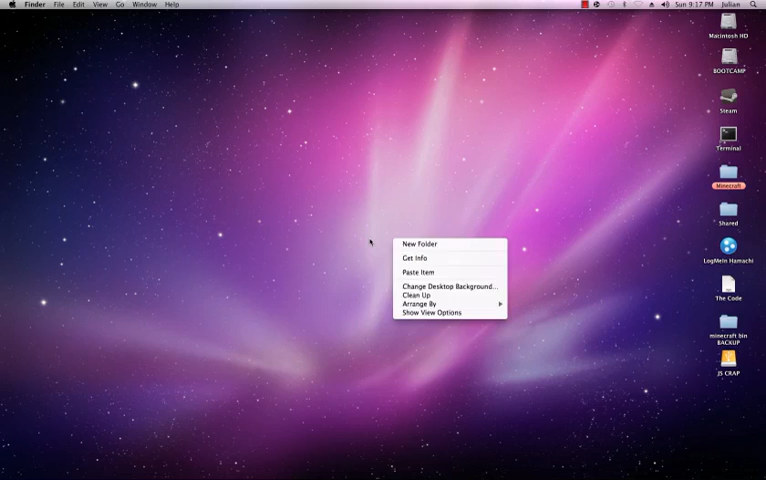 Finder File Edit View Go Window Help
Sun 9:17 PM Julian
Macintosh HD
BOOTCAMP
Steam
Terminal
Minecraft
Shared
LogMeIn Hamachi
The Code
minecraft bin
BACKUP
JS CRAP
New Folder
Get Info
Paste Item
Change Desktop Background...
Clean Up
Arrange By
Show View Options